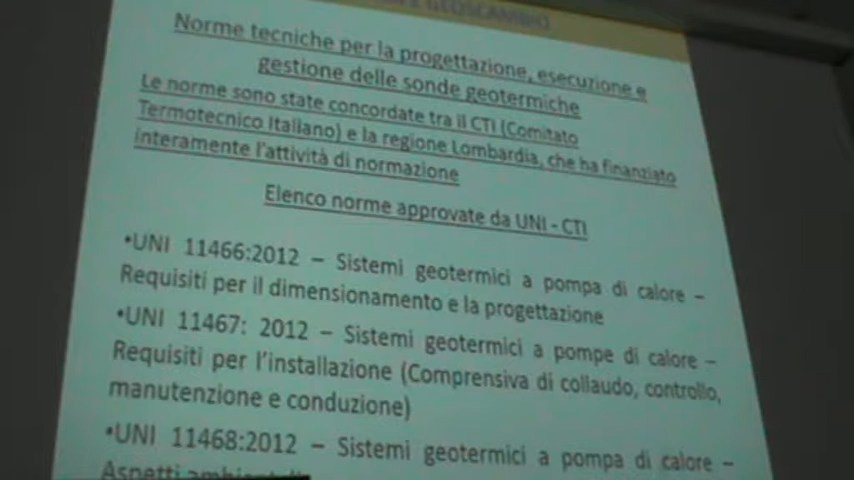 GEOSCAMBIO
Norme tecniche per la progettazione, esecuzione e
gestione delle sonde geotermiche
Le norme sono state concordate tra il CTI (Comitato
Termotecnico Italiano) e la regione Lombardia, che ha finanziato
interamente l'attività di normazione
Elenco norme approvate da UNI - CTI
•UNI 11466:2012 – Sistemi geotermici a pompa di calore –
Requisiti per il dimensionamento e la progettazione
•UNI 11467: 2012 – Sistemi geotermici a pompe di calore –
Requisiti per l'installazione (Comprensiva di collaudo, controllo,
manutenzione e conduzione)
•UNI 11468:2012 – Sistemi geotermici a pompa di calore –
Aspetti